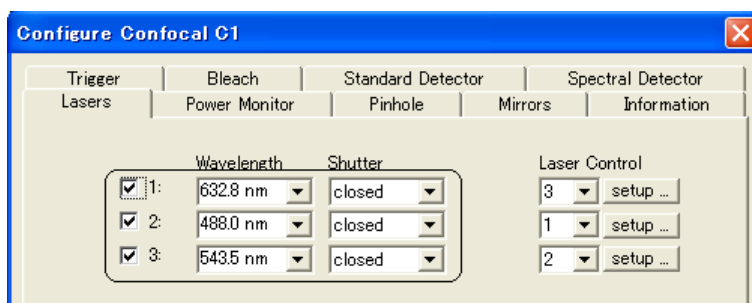 Configure Confocal C1
Trigger Bleach Standard Detector Spectral Detector
Lasers Power Monitor Pinhole Mirrors Information
Wavelength Shutter Laser Control
1: 632.8 nm closed 3 setup ...
2: 488.0 nm closed 1 setup ...
3: 543.5 nm closed 2 setup ...